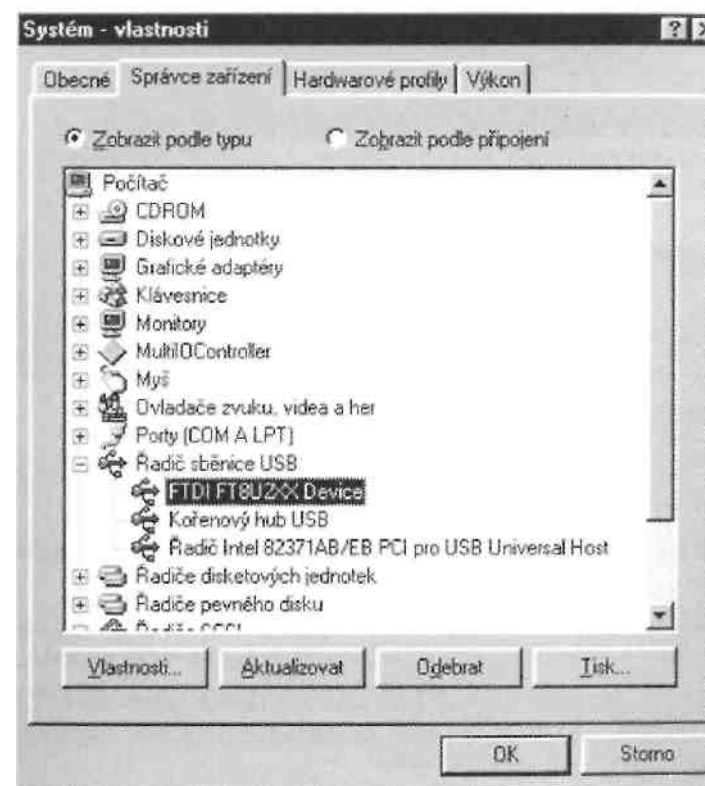 Systém - vlastnosti
Obecné Správce zařízení Hardwarové profily Výkon
Zobrazit podle typu Zobrazit podle připojení
Počítač
CDROM
Diskové jednotky
Grafické adaptéry
Klávesnice
Monitory
MultiIOController
Myš
Ovladače zvuku, videa a her
Porty (COM A LPT)
Řadič sběnice USB
FTDI FT8U2XX Device
Kořenový hub USB
Řadič Intel 82371AB/EB PCI pro USB Universal Host
Řadiče disketových jednotek
Řadiče pevného disku
Řadiče SCSI
Vlastnosti... Aktualizovat Odebrat Tisk...
OK Storno